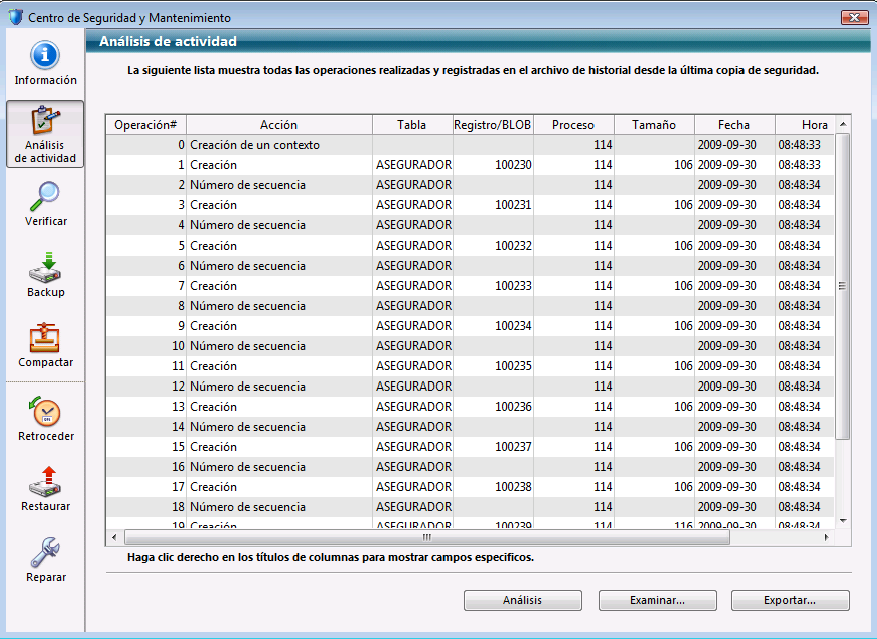 Centro de Seguridad y Mantenimiento
Información
Análisis
de actividad
Verificar
Backup
Compactar
Retroceder
Restaurar
Reparar
Análisis de actividad
La siguiente lista muestra todas las operaciones realizadas y registradas en el archivo de historial desde la última copia de seguridad.
Operación# Acción Tabla Registro/BLOB Proceso Tamaño Fecha Hora
0 Creación de un contexto 114 2009-09-30 08:48:33
1 Creación ASEGURADOR 100230 114 106 2009-09-30 08:48:33
2 Número de secuencia ASEGURADOR 114 2009-09-30 08:48:34
3 Creación ASEGURADOR 100231 114 106 2009-09-30 08:48:34
4 Número de secuencia ASEGURADOR 114 2009-09-30 08:48:34
5 Creación ASEGURADOR 100232 114 106 2009-09-30 08:48:34
6 Número de secuencia ASEGURADOR 114 2009-09-30 08:48:34
7 Creación ASEGURADOR 100233 114 106 2009-09-30 08:48:34
8 Número de secuencia ASEGURADOR 114 2009-09-30 08:48:34
9 Creación ASEGURADOR 100234 114 106 2009-09-30 08:48:34
10 Número de secuencia ASEGURADOR 114 2009-09-30 08:48:34
11 Creación ASEGURADOR 100235 114 106 2009-09-30 08:48:34
12 Número de secuencia ASEGURADOR 114 2009-09-30 08:48:34
13 Creación ASEGURADOR 100236 114 106 2009-09-30 08:48:34
14 Número de secuencia ASEGURADOR 114 2009-09-30 08:48:34
15 Creación ASEGURADOR 100237 114 106 2009-09-30 08:48:34
16 Número de secuencia ASEGURADOR 114 2009-09-30 08:48:34
17 Creación ASEGURADOR 100238 114 106 2009-09-30 08:48:34
18 Número de secuencia ASEGURADOR 114 2009-09-30 08:48:34
19 Creación ASEGURADOR 100239 114 116 2009-09-30 08:48:34
Haga clic derecho en los títulos de columnas para mostrar campos especificos.
Análisis Examinar... Exportar...